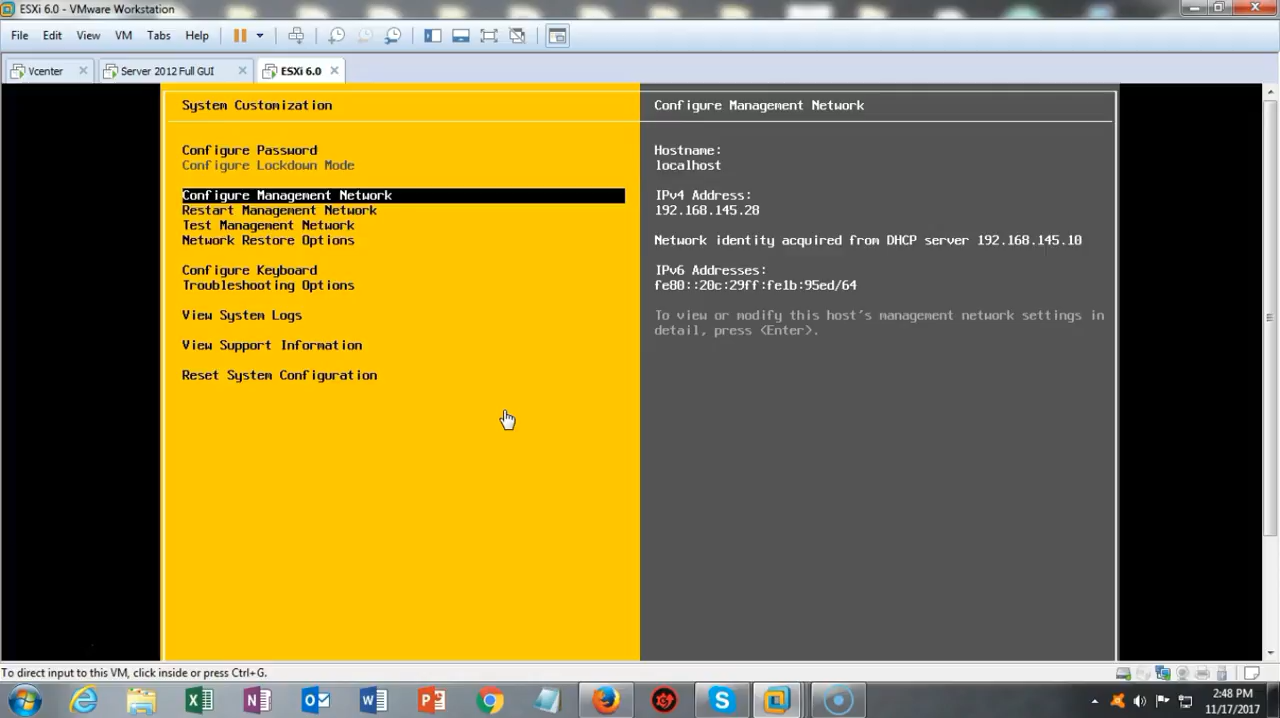 ESXi 6.0 - VMware Workstation
File Edit View VM Tabs Help
Vcenter Server 2012 Full GUI ESXi 6.0
System Customization
Configure Password
Configure Lockdown Mode
Configure Management Network
Restart Management Network
Test Management Network
Network Restore Options
Configure Keyboard
Troubleshooting Options
View System Logs
View Support Information
Reset System Configuration
Configure Management Network
Hostname:
localhost
IPv4 Address:
192.168.145.28
Network identity acquired from DHCP server 192.168.145.10
IPv6 Addresses:
fe80::20c:29ff:fe1b:95ed/64
To view or modify this host's management network settings in
detail, press <Enter>.
To direct input to this VM, click inside or press Ctrl+G.
2:48 PM
11/17/2017